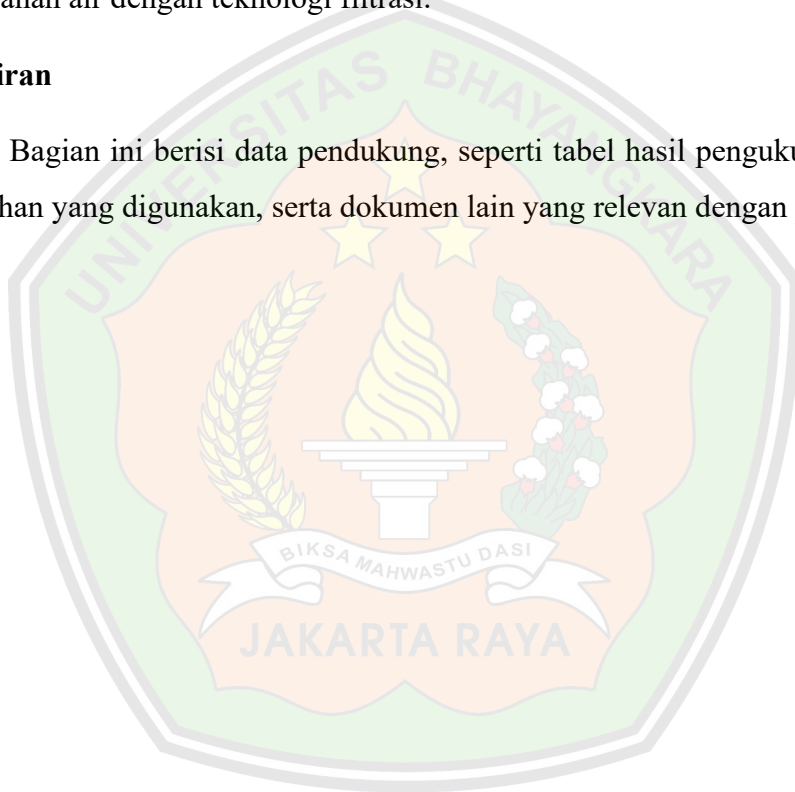 anan air dengan teknologi filtrasi.
iran
Bagian ini berisi data pendukung, seperti tabel hasil penguku
han yang digunakan, serta dokumen lain yang relevan dengan
UNIVERSITAS BHAYANGKARA
BIKSA MAHWASTU DASI
JAKARTA RAYA